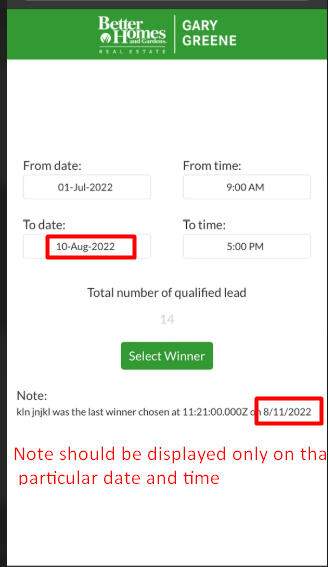 Better
Homes
and Gardens
REAL ESTATE
GARY
GREENE
From date:
From time:
01-Jul-2022
9:00 AM
To date:
To time:
10-Aug-2022
5:00 PM
Total number of qualified lead
14
Select Winner
Note:
kln jnjkl was the last winner chosen at 11:21:00.000Z on 8/11/2022
Note should be displayed only on tha
particular date and time